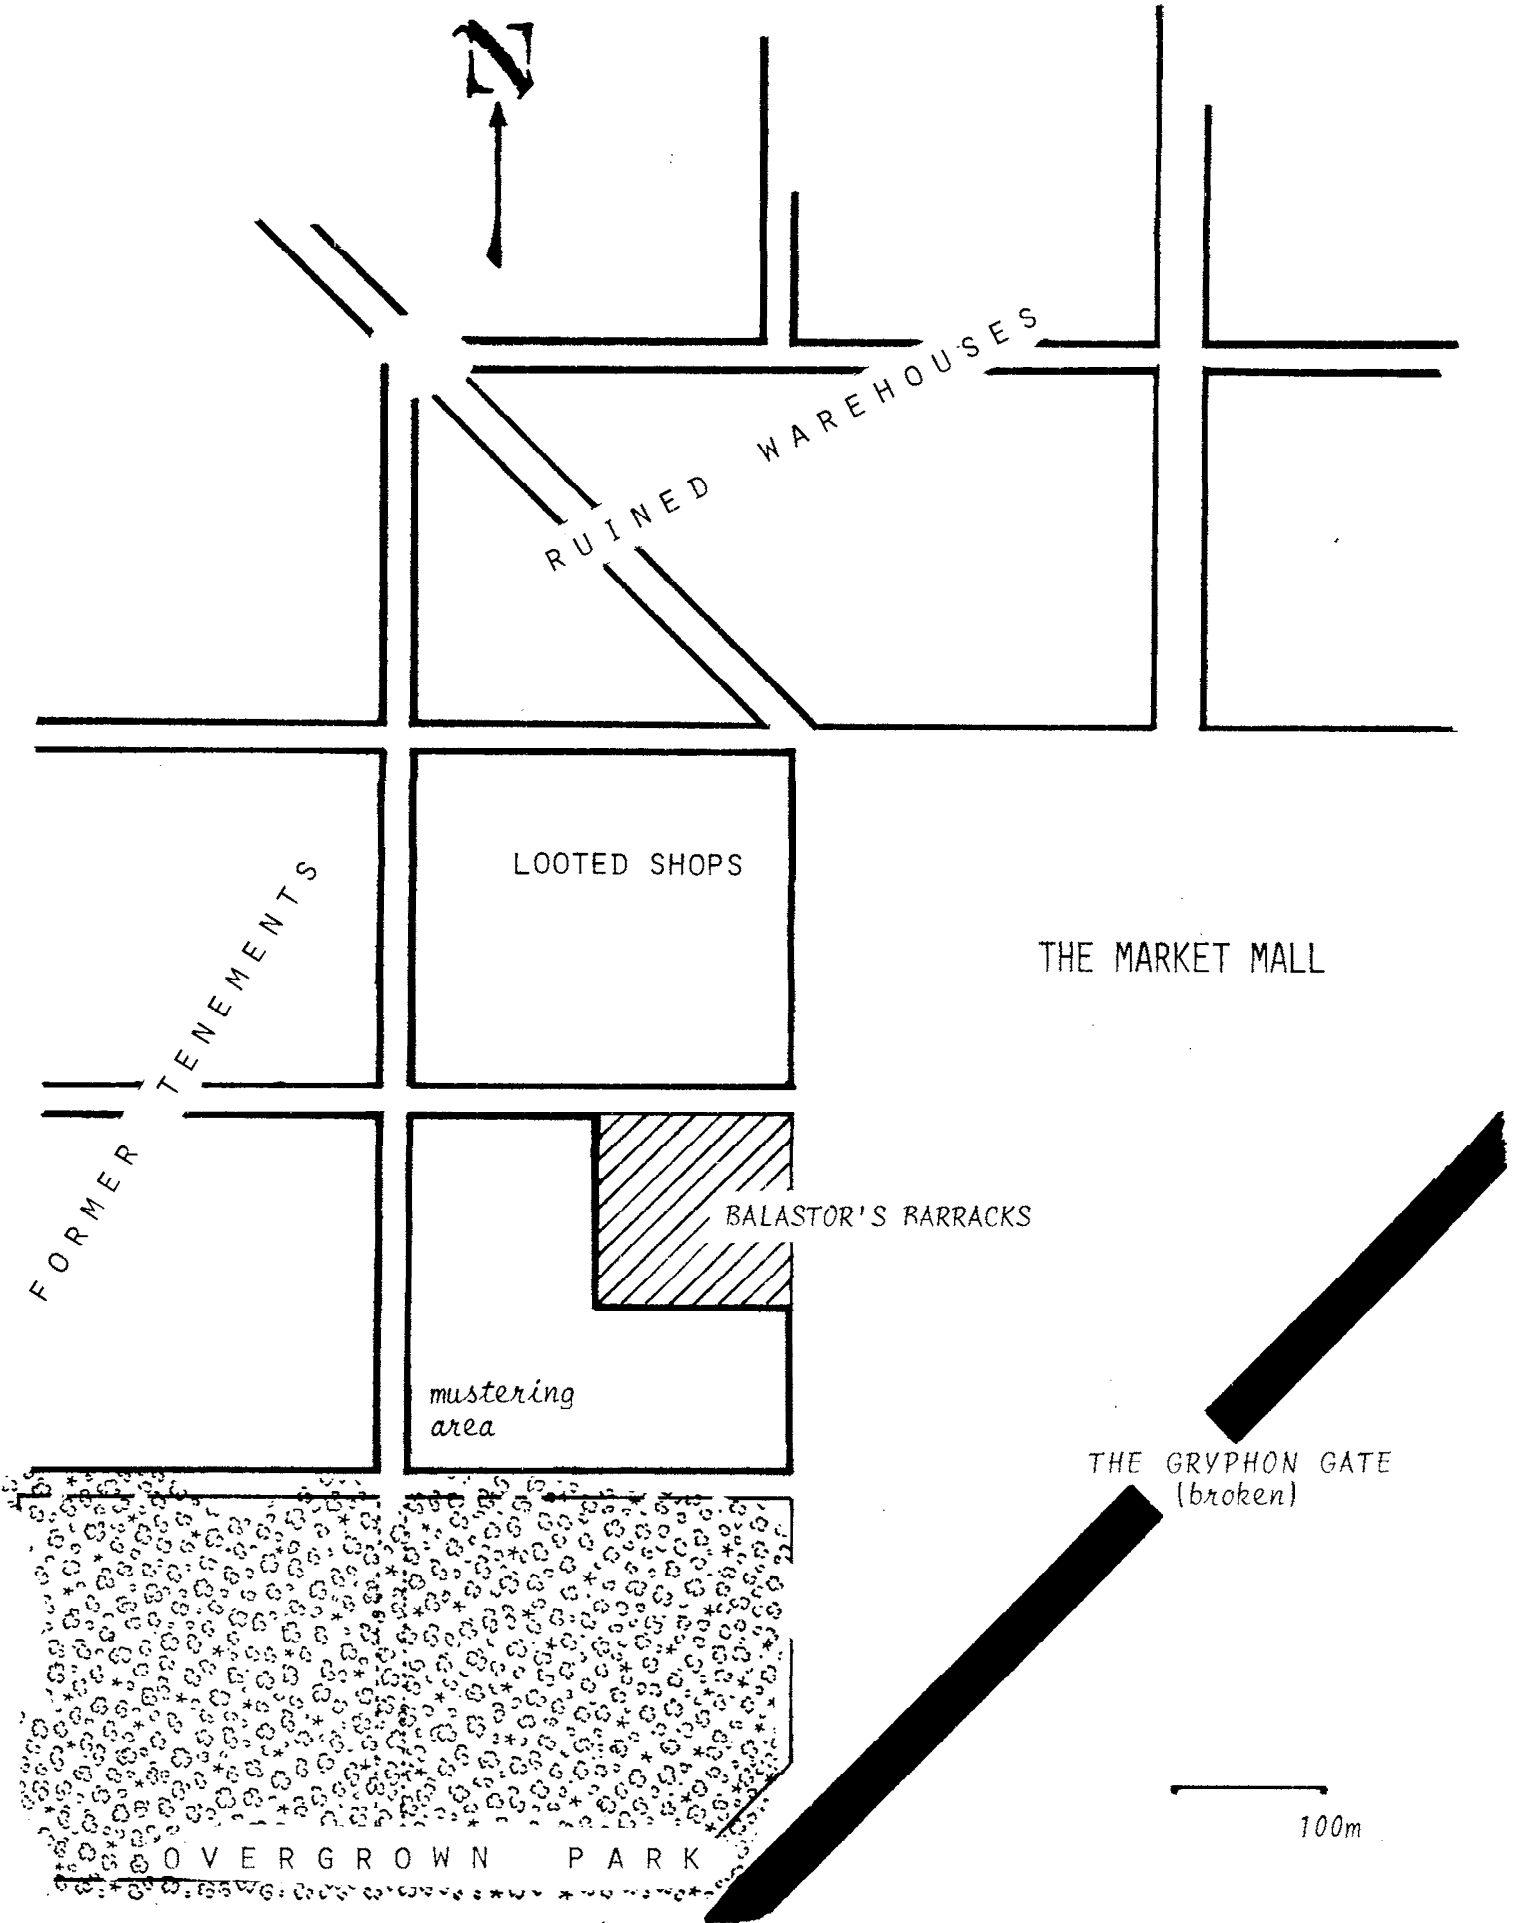 N
RUINED WAREHOUSES
LOOTED SHOPS
FORMER TENEMENTS
THE MARKET MALL
BALASTOR'S BARRACKS
mustering
area
THE GRYPHON GATE
(broken)
100m
OVERGROWN PARK